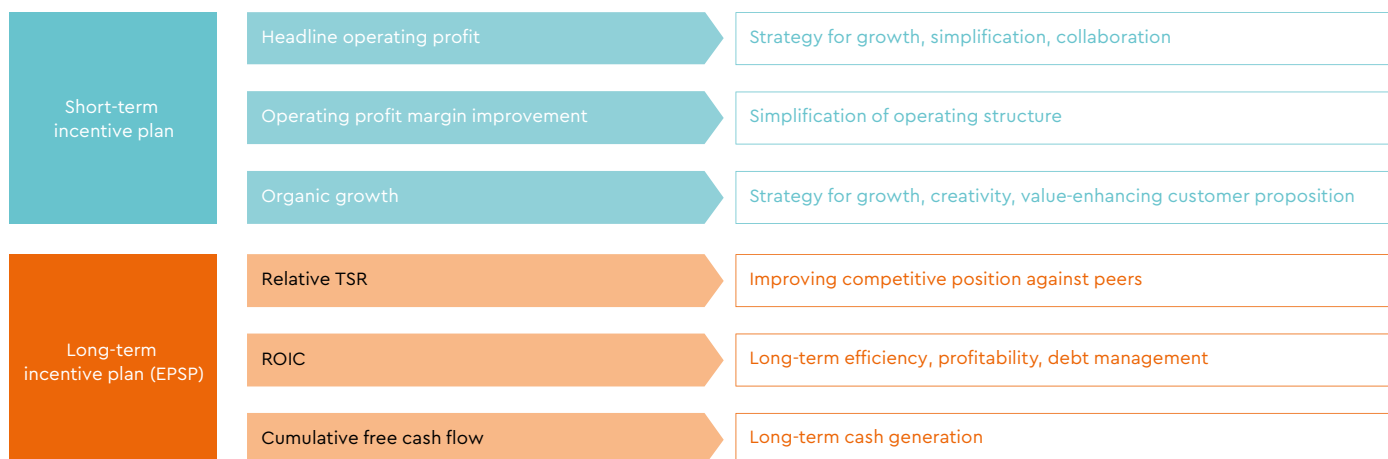 Short-term
incentive plan
Headline operating profit
Strategy for growth, simplification, collaboration
Operating profit margin improvement
Simplification of operating structure
Organic growth
Strategy for growth, creativity, value-enhancing customer proposition
Long-term
incentive plan (EPSP)
Relative TSR
Improving competitive position against peers
ROIC
Long-term efficiency, profitability, debt management
Cumulative free cash flow
Long-term cash generation